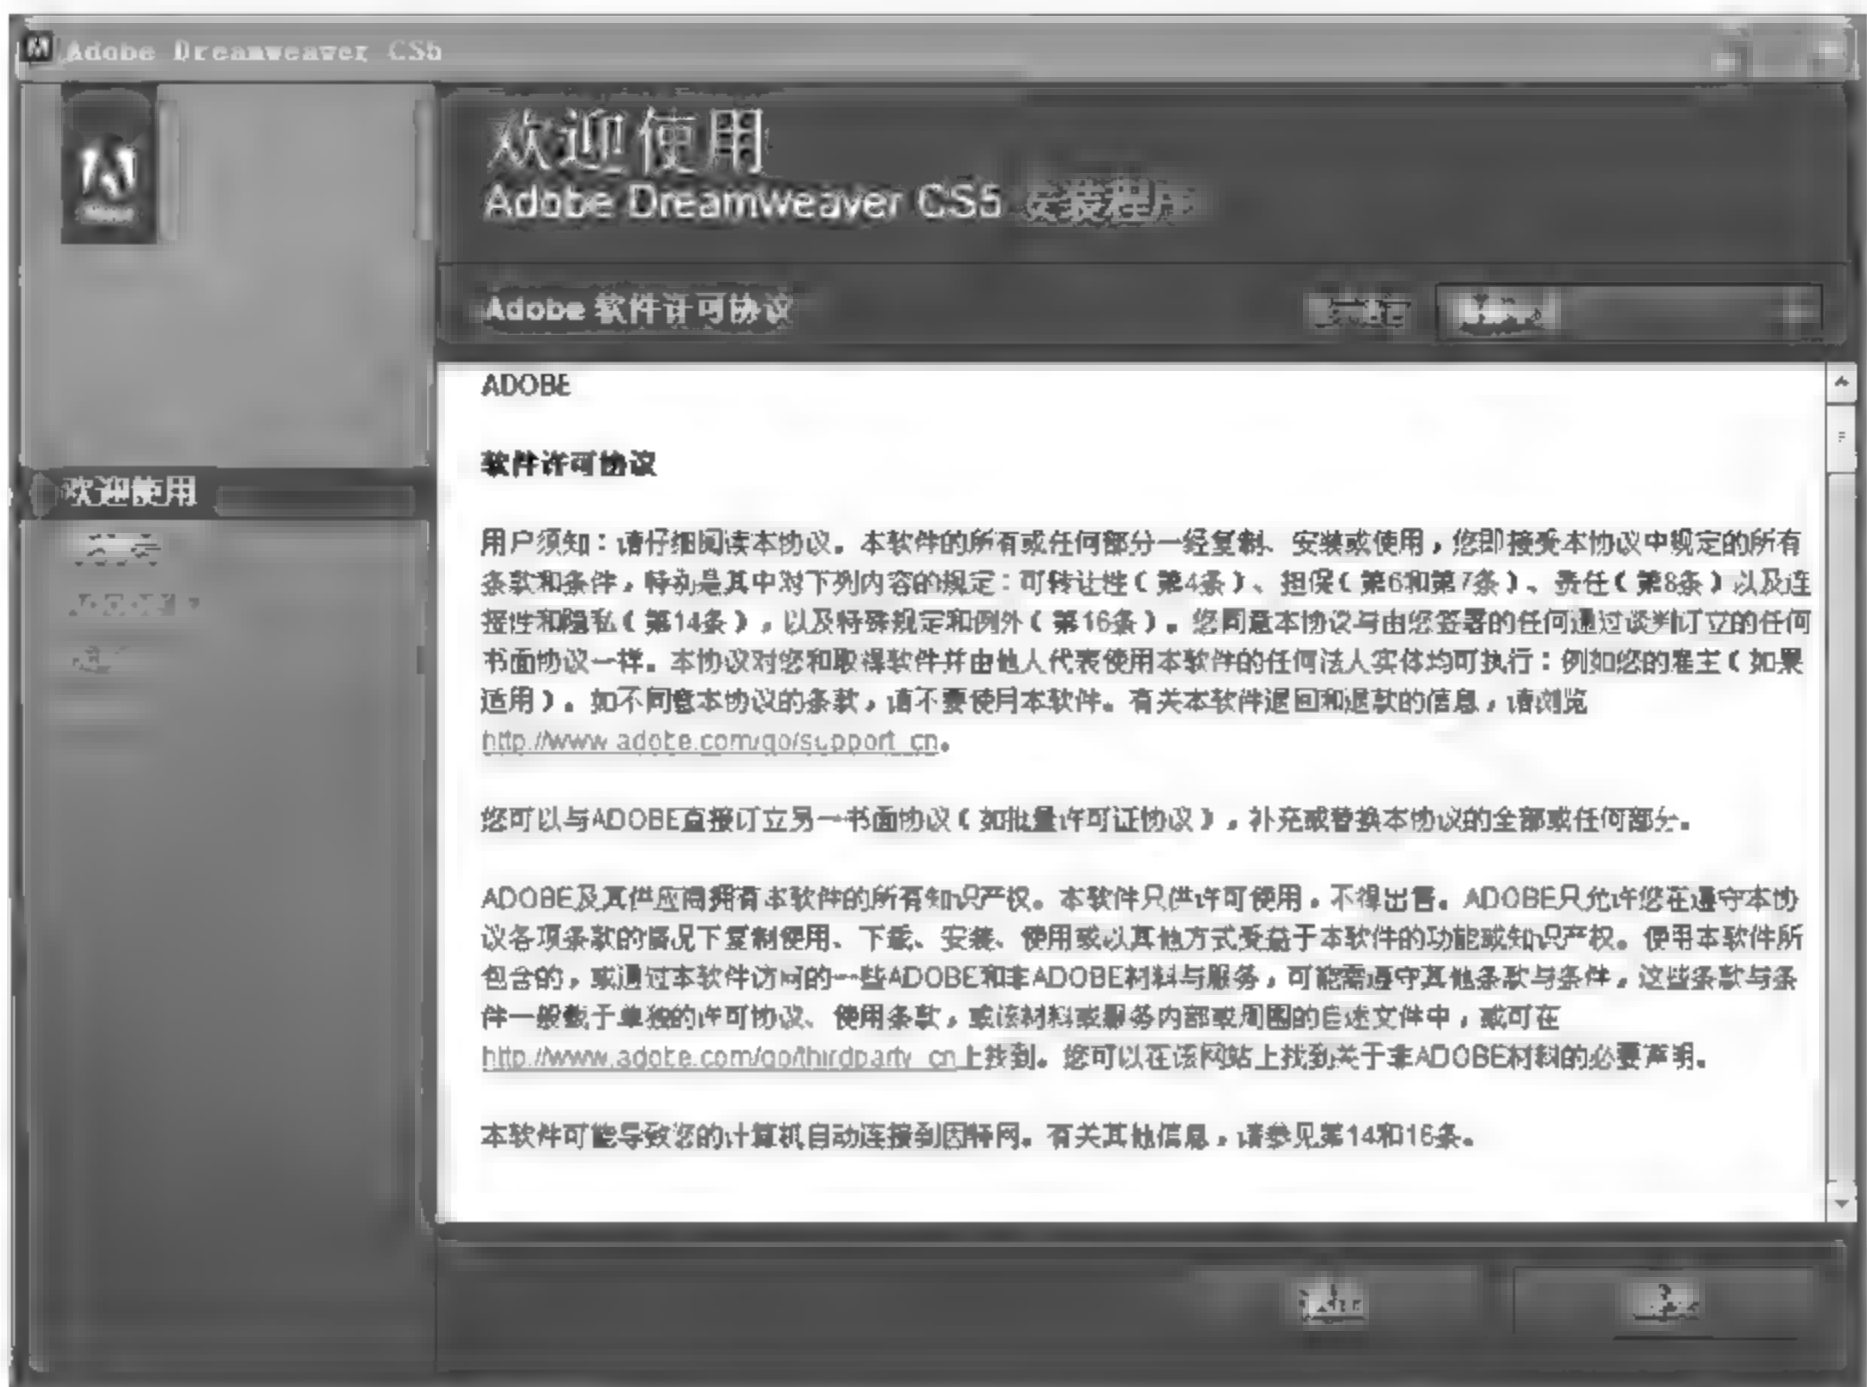 Adobe Dreamweaver CS5
欢迎使用
Adobe Dreamweaver CS5 安装程序
Adobe 软件许可协议
欢迎使用
ADOBE
软件许可协议
用户须知：请仔细阅读本协议。本软件的所有或任何部分一经复制、安装或使用，您即接受本协议中规定的所有
条款和条件，特别是其中对下列内容的规定：可转让性（第4条）、担保（第6和第7条）、责任（第8条）以及连
接性和隐私（第14条），以及特殊规定和例外（第16条）。您同意本协议与由您签署的任何通过谈判订立的任何
书面协议一样。本协议对您和取得软件并由他人代表使用本软件的任何法人实体均可执行：例如您的雇主（如果
适用）。如不同意本协议的条款，请不要使用本软件。有关本软件退回和退款的信息，请浏览
http://www.adobe.com/go/support_cn。
您可以与ADOBE直接订立另一书面协议（如批量许可证协议），补充或替换本协议的全部或任何部分。
ADOBE及其供应商拥有本软件的所有知识产权。本软件只供许可使用，不得出售。ADOBE只允许您在遵守本协
议各项条款的情况下复制使用、下载、安装、使用或以其他方式受益于本软件的功能或知识产权。使用本软件所
包含的，或通过本软件访问的一些ADOBE和非ADOBE材料与服务，可能需遵守其他条款与条件，这些条款与条
件一般载于单独的许可协议、使用条款，或该材料或服务内部或周围的自述文件中，或可在
http://www.adobe.com/go/thirdparty_cn上找到。您可以在该网站上找到关于非ADOBE材料的必要声明。
本软件可能导致您的计算机自动连接到因特网。有关其他信息，请参见第14和16条。